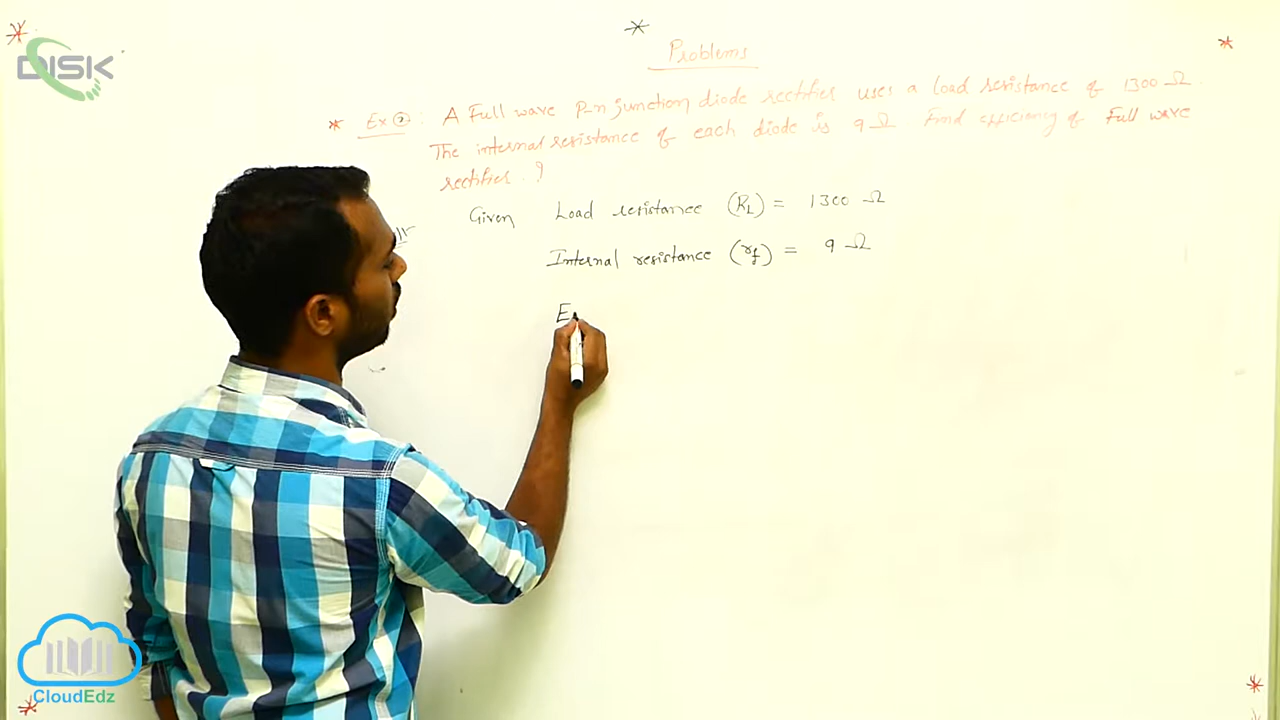 DISK
Problems
* Ex ② : A Full wave P-n junction diode rectifier uses a load resistance of 1300 Ω.
The internal resistance of each diode is 9 Ω Find efficiency of Full wave
rectifier . ?
Given Load resistance (RL) = 1300 Ω
Internal resistance (rf) = 9 Ω
E
CloudEdz